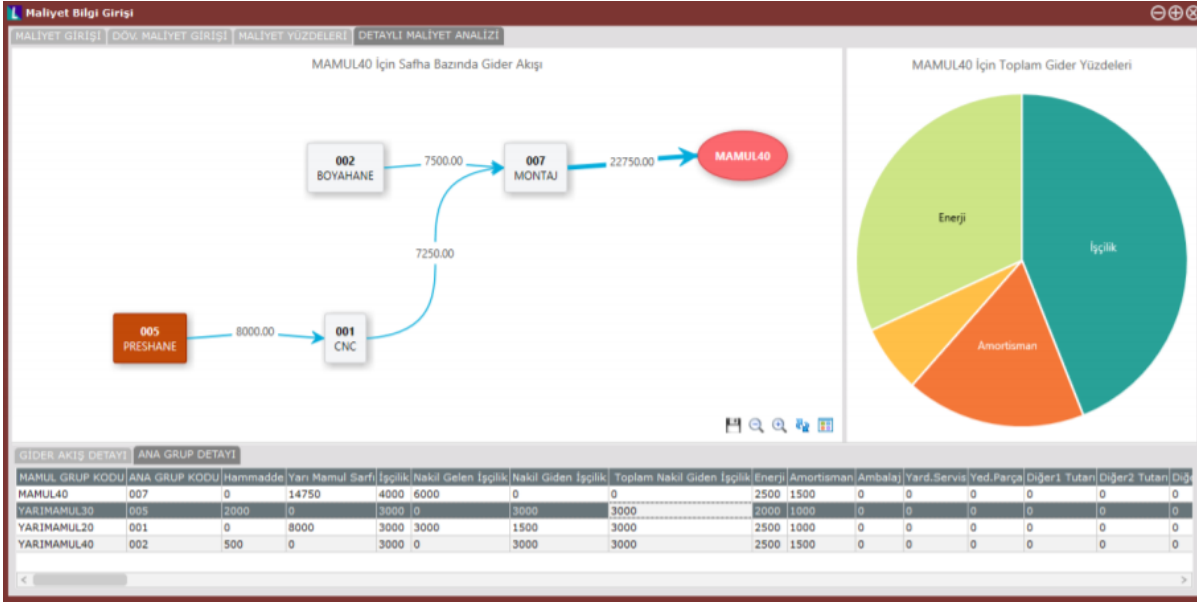 Maliyet Bilgi Girişi
MALİYET GİRİŞİ DÖV. MALİYET GİRİŞİ MALİYET YÜZDELERİ DETAYLI MALİYET ANALİZİ
MAMUL40 İçin Safha Bazında Gider Akışı
002
BOYAHANE
7500.00
007
MONTAJ
22750.00
MAMUL40
7250.00
005
PRESHANE
8000.00
001
CNC
MAMUL40 İçin Toplam Gider Yüzdeleri
Enerji
İşçilik
Amortisman
GİDER AKIŞ DETAYI ANA GRUP DETAYI
MAMUL GRUP KODU ANA GRUP KODU Hammadde Yarı Mamul Sarfı İşçilik Nakil Gelen İşçilik Nakil Giden İşçilik Toplam Nakil Giden İşçilik Enerji Amortisman Ambalaj Yard.Servis Yed.Parça Diğer1 Tutarı Diğer2 Tutarı
MAMUL40 007 0 14750 4000 6000 0 0 2500 1500 0 0 0 0 0 0
YARIMAMUL30 005 2000 0 3000 0 3000 3000 2000 1000 0 0 0 0 0 0
YARIMAMUL20 001 0 8000 3000 3000 1500 3000 2500 1000 0 0 0 0 0 0
YARIMAMUL40 002 500 0 3000 0 3000 3000 2500 1500 0 0 0 0 0 0